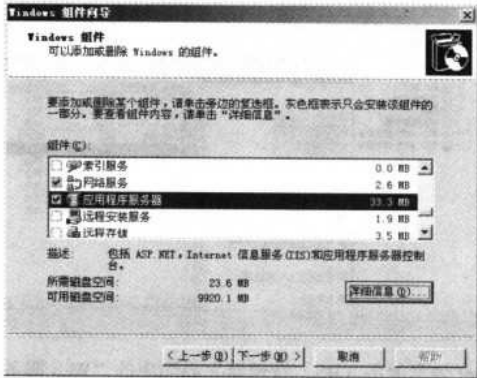 Windows 组件向导
Windows 组件
可以添加或删除 Windows 的组件。
要添加或删除某个组件，请单击旁边的复选框。灰色框表示只会安装该组件的
一部分。要查看组件内容，请单击“详细信息”。
组件(C):
索引服务 0.0 MB
网络服务 2.6 MB
应用程序服务器 33.3 MB
远程安装服务 1.9 MB
远程存储 3.5 MB
描述: 包括 ASP.NET，Internet 信息服务(IIS)和应用程序服务器控制
台。
所需磁盘空间: 23.6 MB
可用磁盘空间: 9920.1 MB
详细信息(D)...
<上一步(B) 下一步(N)> 取消 帮助